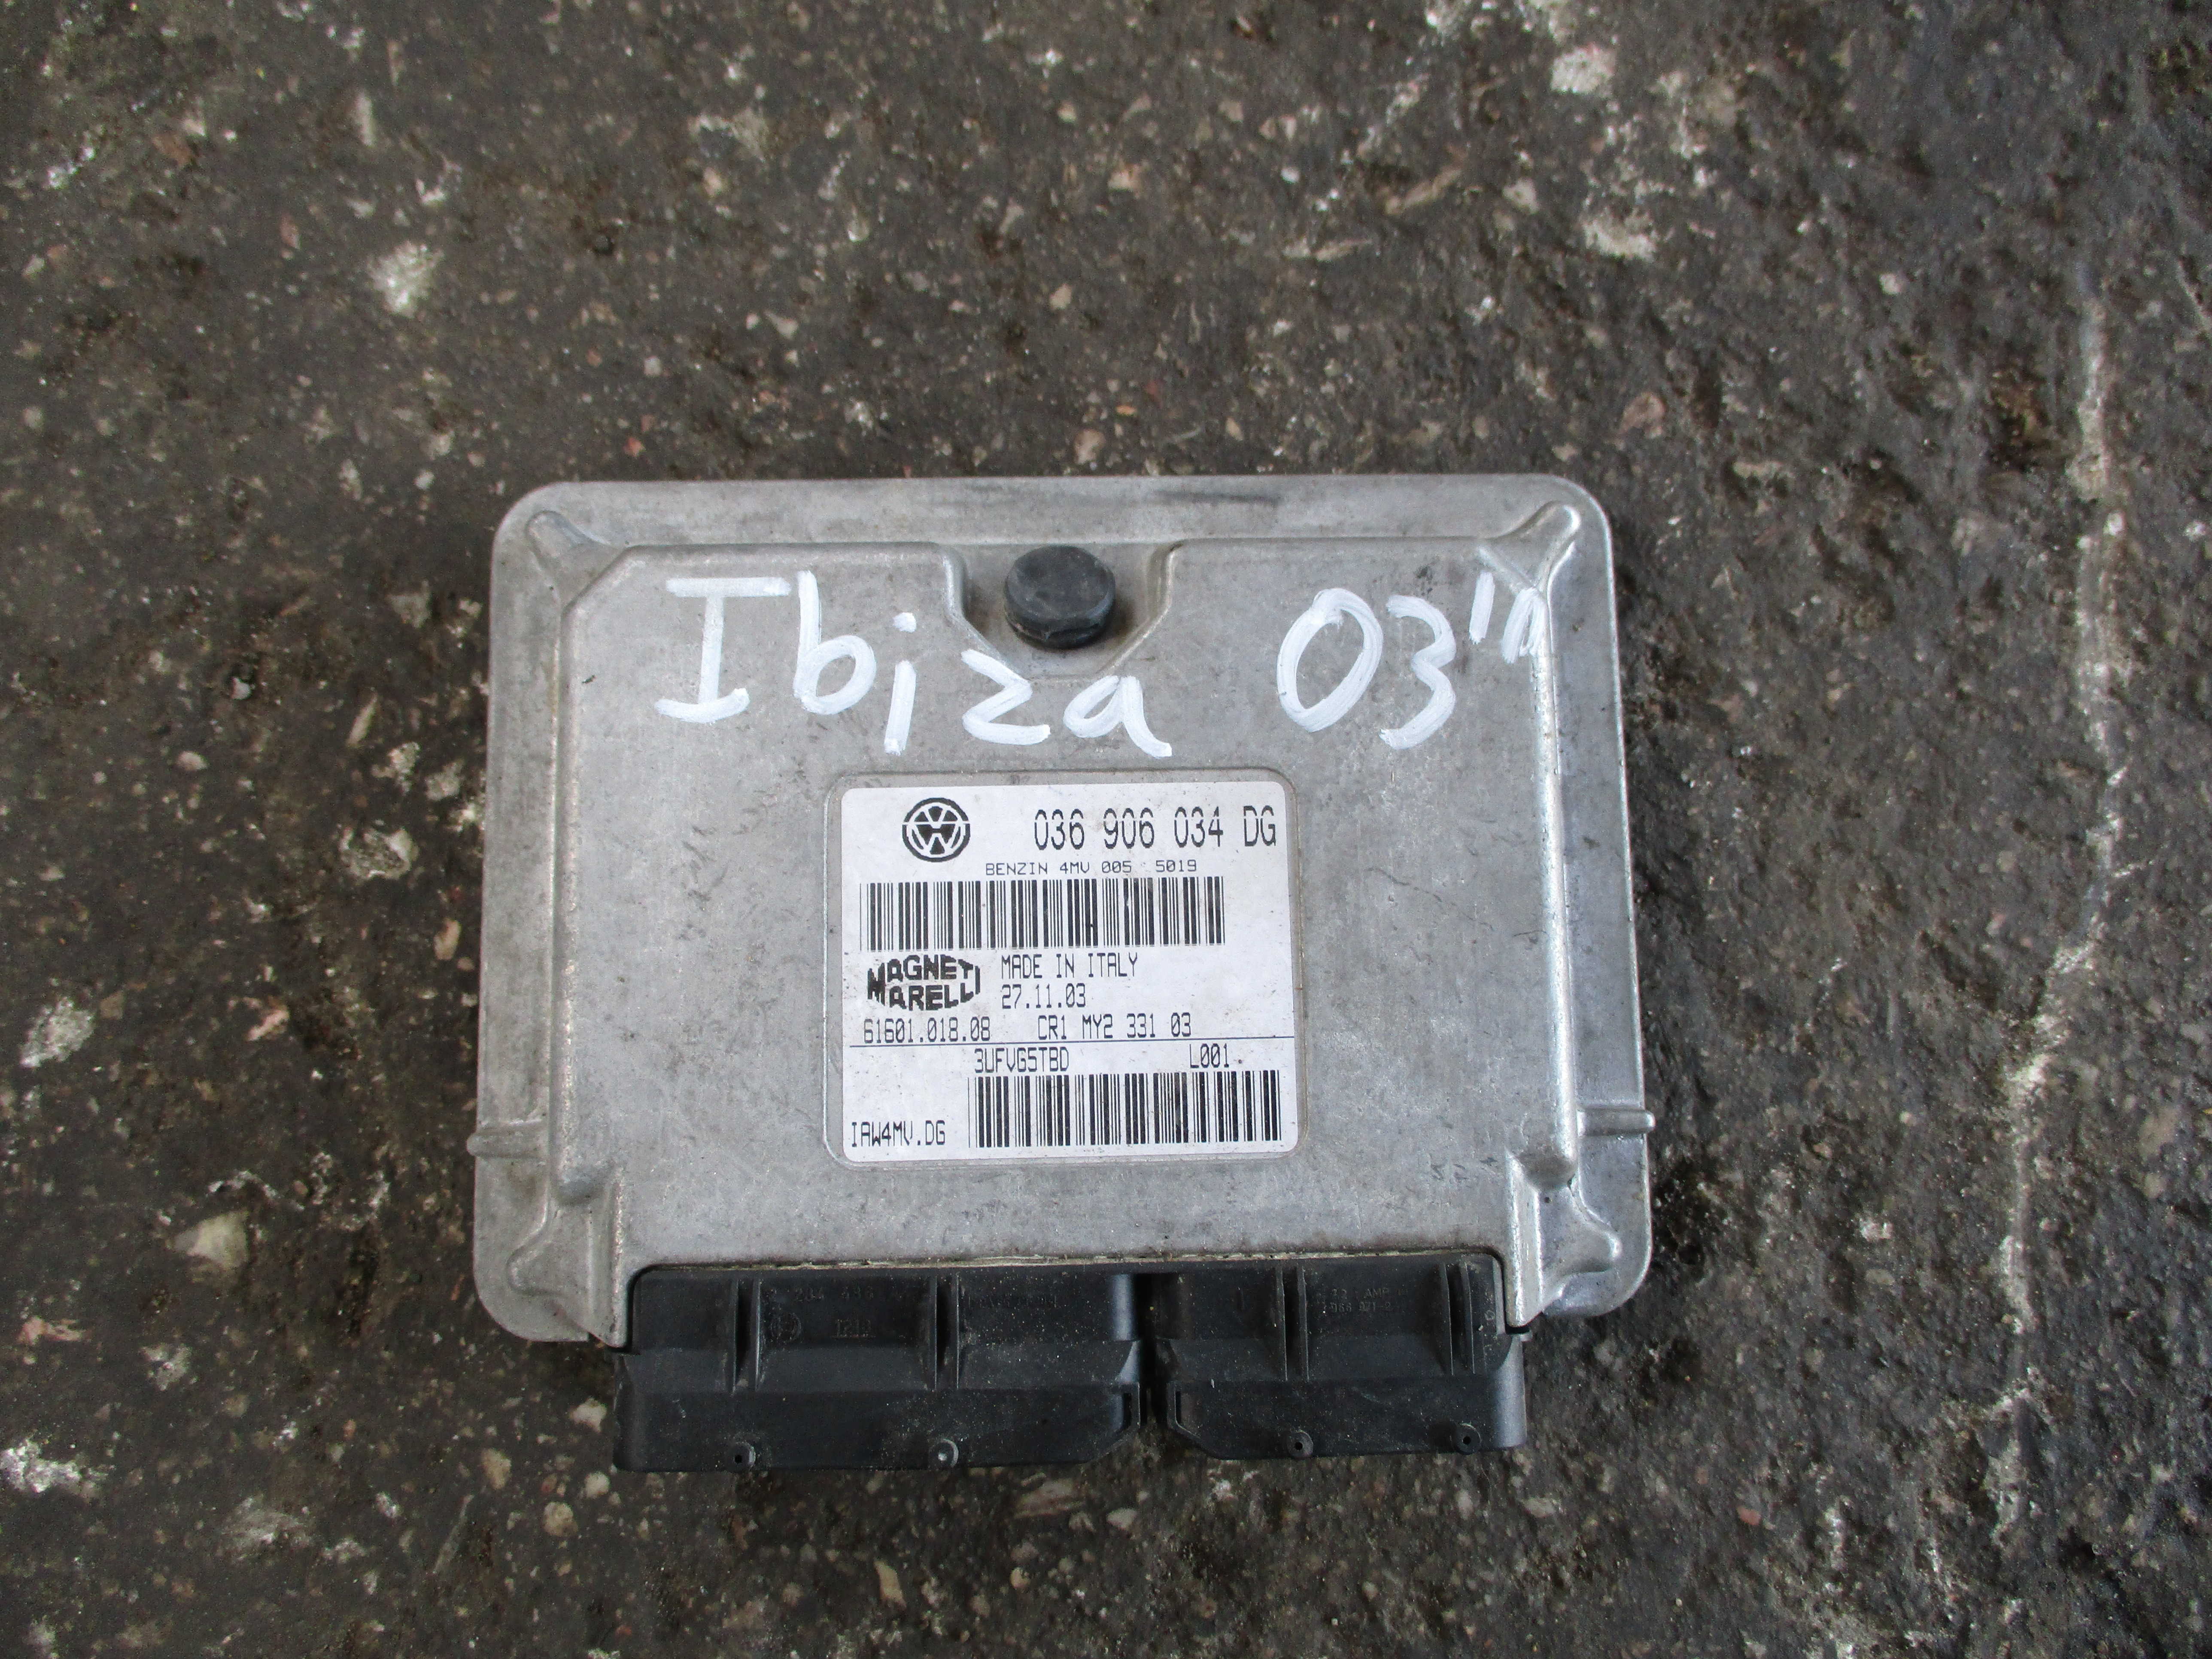 Ibiza 03"
036 906 034 DG
BENZIN 4MV 005 5019
MAGNETI MARELLI
MADE IN ITALY
27.11.03
61601.018.08 CR1 MY2 331 03
3UFVG5TBD L001
IAW4MV.DG